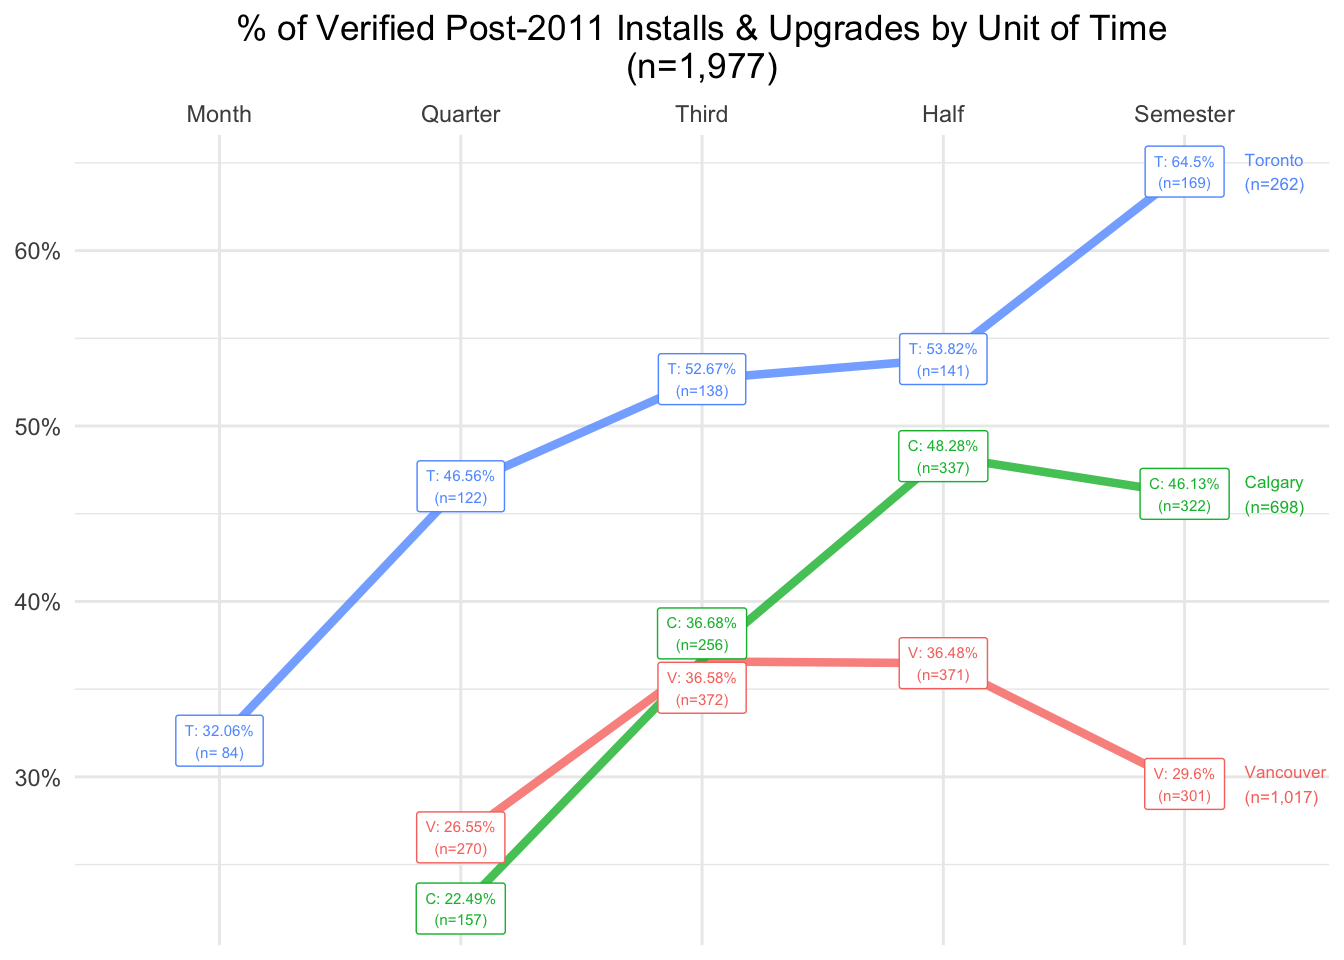 % of Verified Post-2011 Installs & Upgrades by Unit of Time
(n=1,977)
Month Quarter Third Half Semester
T: 64.5%
(n=169)
Toronto
(n=262)
60%
T: 53.82%
(n=141)
T: 52.67%
(n=138)
50%
C: 48.28%
(n=337)
T: 46.56%
(n=122)
C: 46.13%
(n=322)
Calgary
(n=698)
40%
C: 36.68%
(n=256)
V: 36.58%
(n=372)
V: 36.48%
(n=371)
T: 32.06%
(n= 84)
30%
V: 29.6%
(n=301)
Vancouver
(n=1,017)
V: 26.55%
(n=270)
C: 22.49%
(n=157)